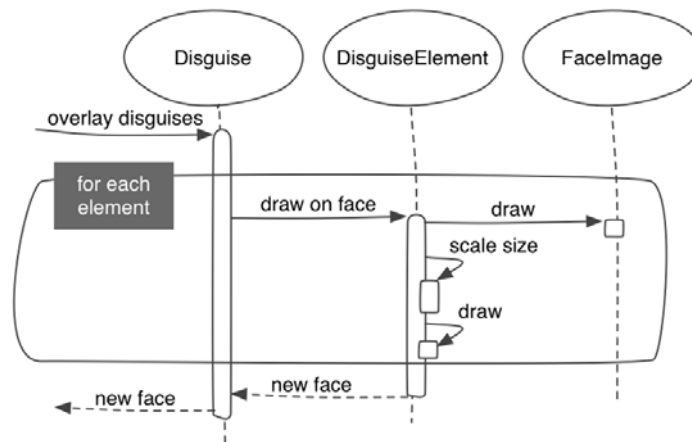 Disguise
DisguiseElement
FaceImage
overlay disguises
for each
element
draw on face
draw
scale size
draw
new face
new face